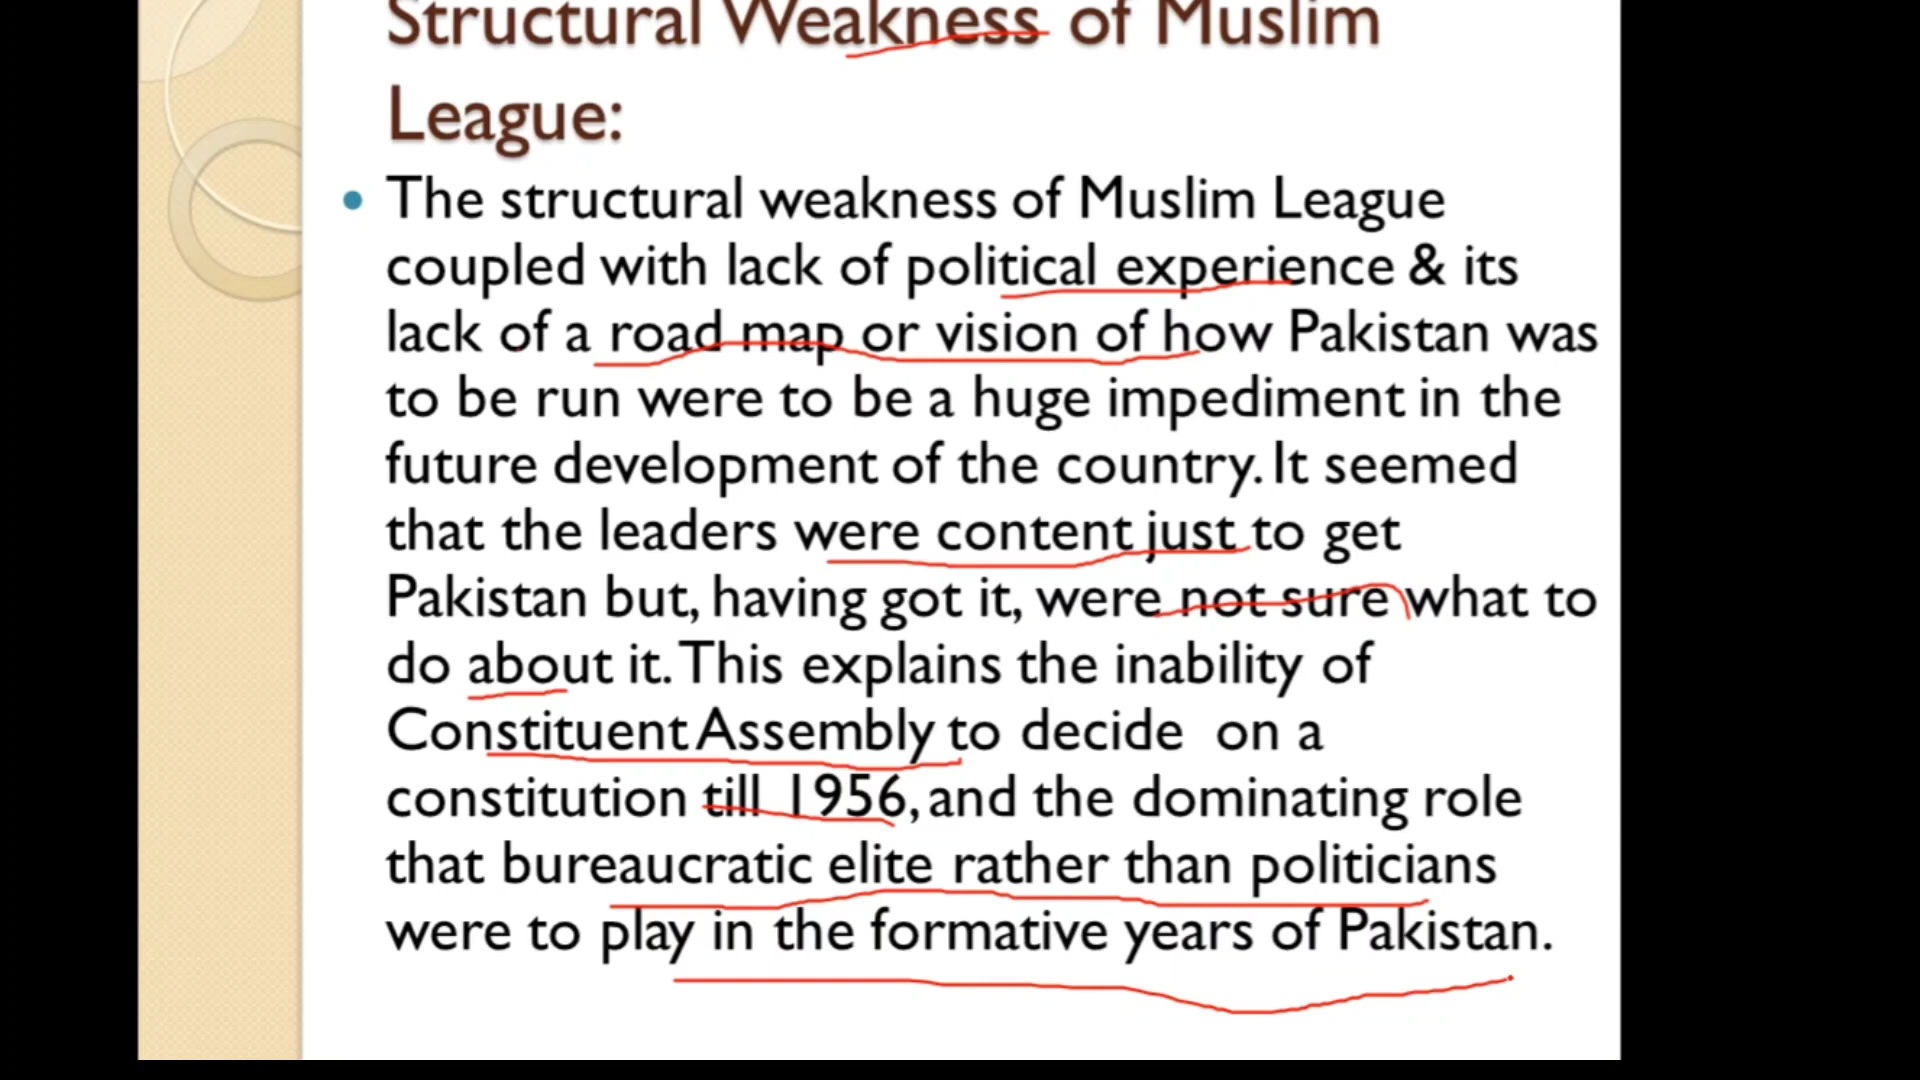 Structural Weakness of Muslim
League:
• The structural weakness of Muslim League
coupled with lack of political experience & its
lack of a road map or vision of how Pakistan was
to be run were to be a huge impediment in the
future development of the country. It seemed
that the leaders were content just to get
Pakistan but, having got it, were not sure what to
do about it. This explains the inability of
Constituent Assembly to decide on a
constitution till 1956, and the dominating role
that bureaucratic elite rather than politicians
were to play in the formative years of Pakistan.